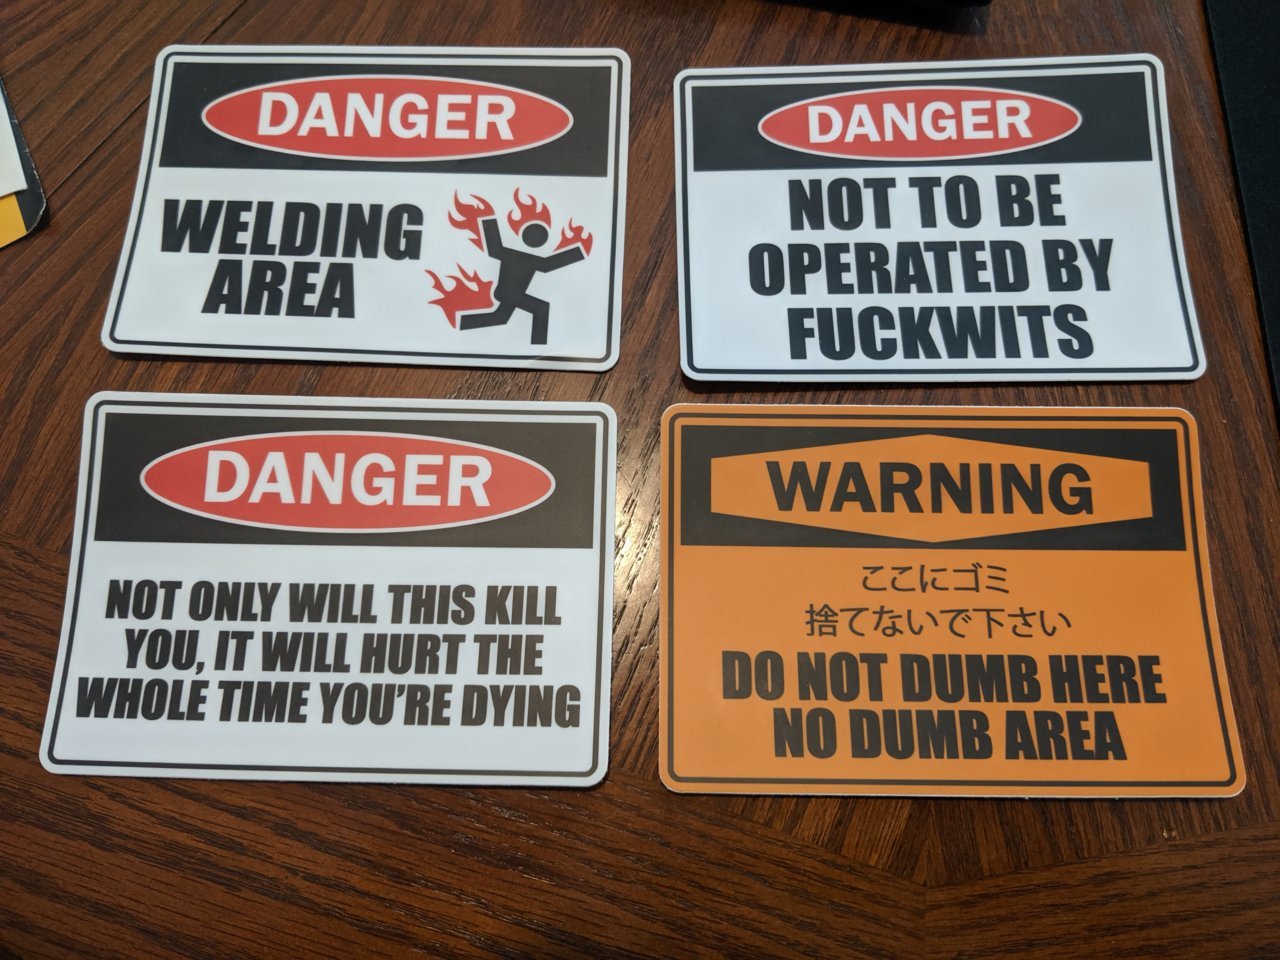 DANGER
WELDING
AREA
DANGER
NOT TO BE
OPERATED BY
FUCKWITS
DANGER
NOT ONLY WILL THIS KILL
YOU, IT WILL HURT THE
WHOLE TIME YOU'RE DYING
WARNING
ここにゴミ
捨てないで下さい
DO NOT DUMB HERE
NO DUMB AREA